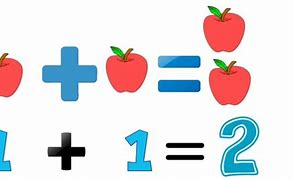 + =
1 + 1 = 2